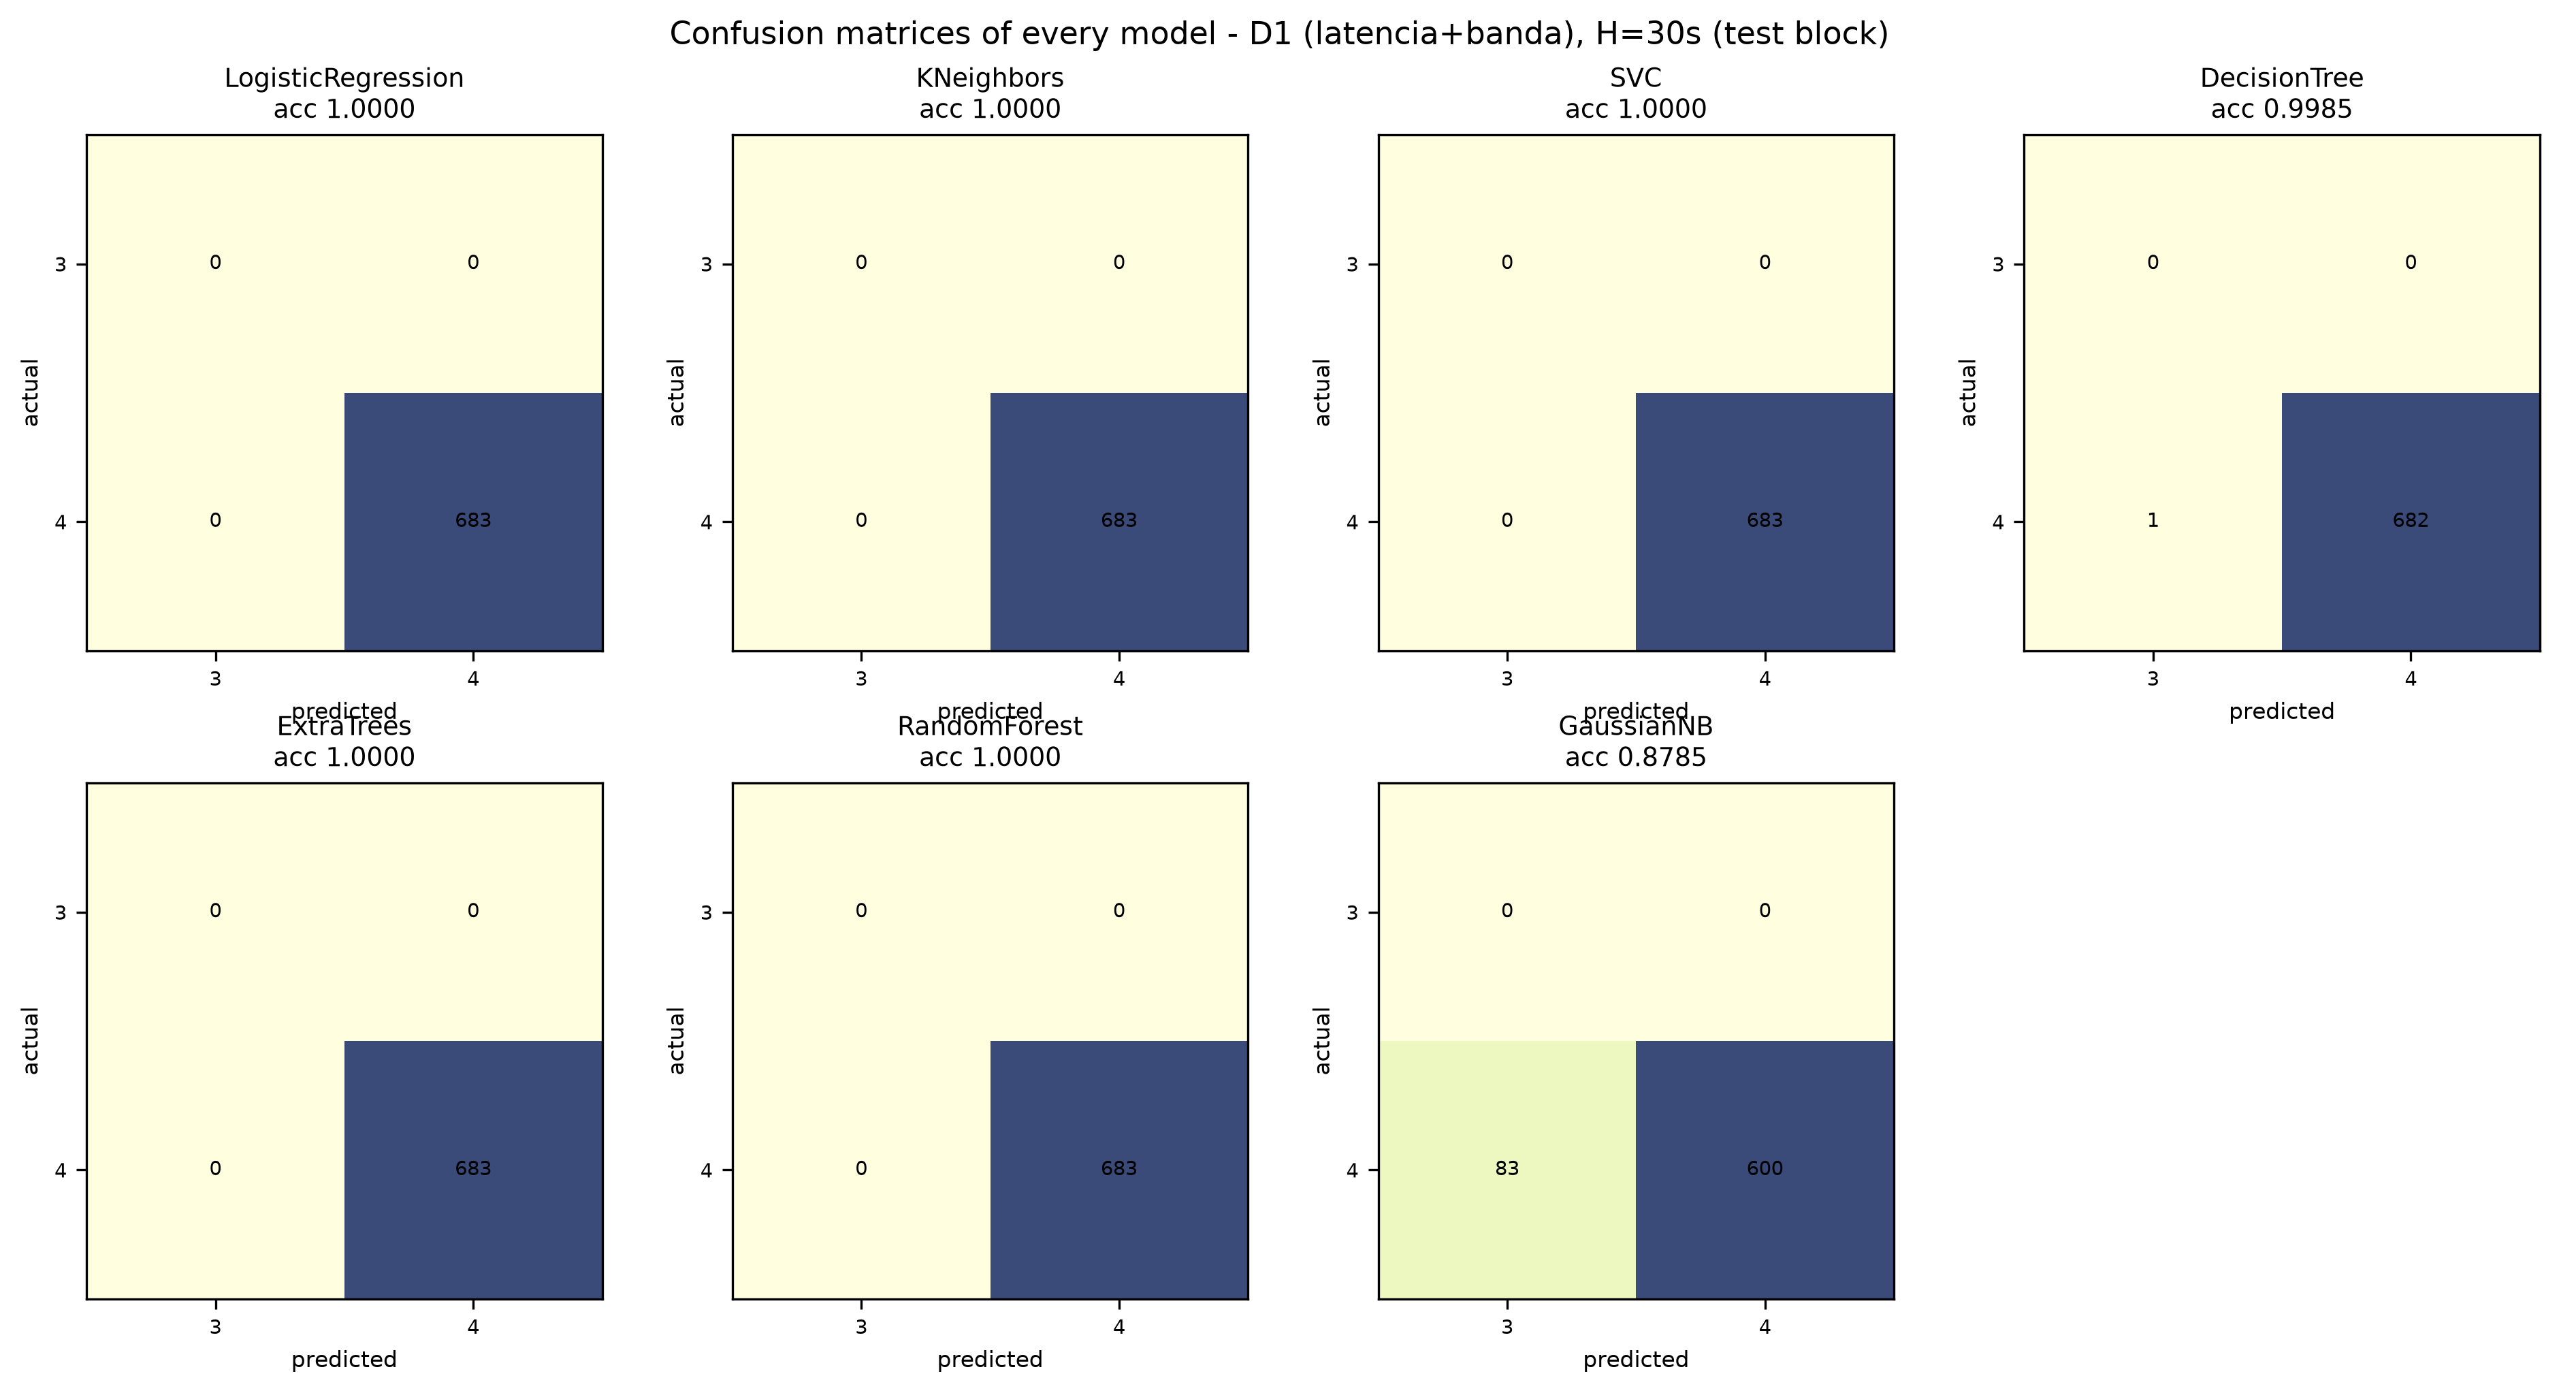 Confusion matrices of every model - D1 (latencia+banda), H=30s (test block)
LogisticRegression
acc 1.0000
0 0
0 683
3
4
actual
3 4
predicted
KNeighbors
acc 1.0000
0 0
0 683
3
4
actual
3 4
predicted
SVC
acc 1.0000
0 0
0 683
3
4
actual
3 4
predicted
DecisionTree
acc 0.9985
0 0
1 682
3
4
actual
3 4
predicted
ExtraTrees
acc 1.0000
0 0
0 683
3
4
actual
3 4
predicted
RandomForest
acc 1.0000
0 0
0 683
3
4
actual
3 4
predicted
GaussianNB
acc 0.8785
0 0
83 600
3
4
actual
3 4
predicted